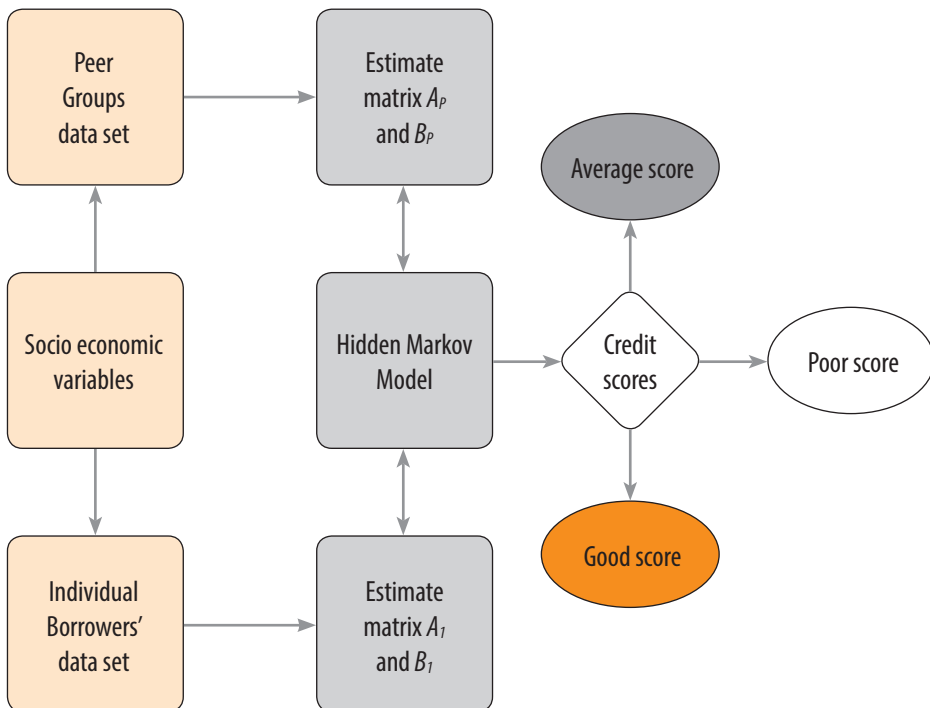 Peer
Groups
data set
Estimate
matrix Aₚ
and Bₚ
Average score
Socio economic
variables
Hidden Markov
Model
Credit
scores
Poor score
Good score
Individual
Borrowers’
data set
Estimate
matrix A₁
and B₁